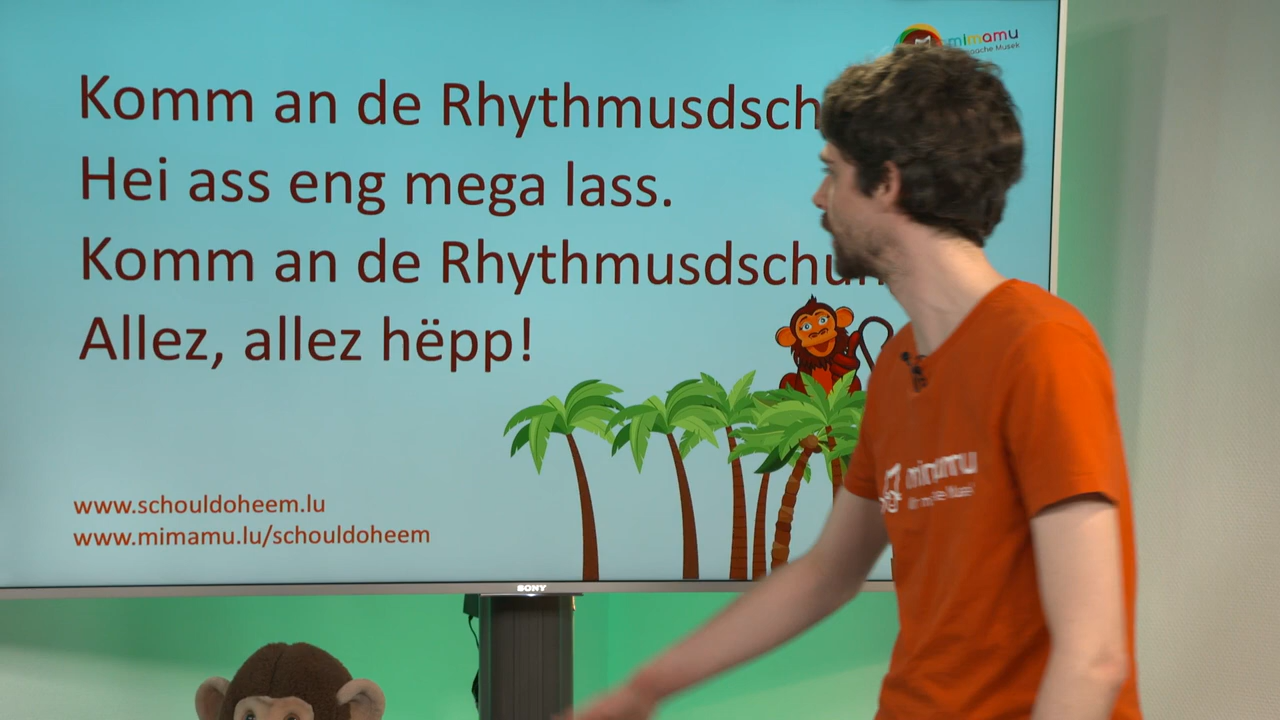 mimamu
Musek
Komm an de
Hei ass eng mega lass.
Komm an de
Allez, allez hëpp!
www.schouldoheem.lu
www.mimamu.lu/schouldoheem
SONY
mimamu